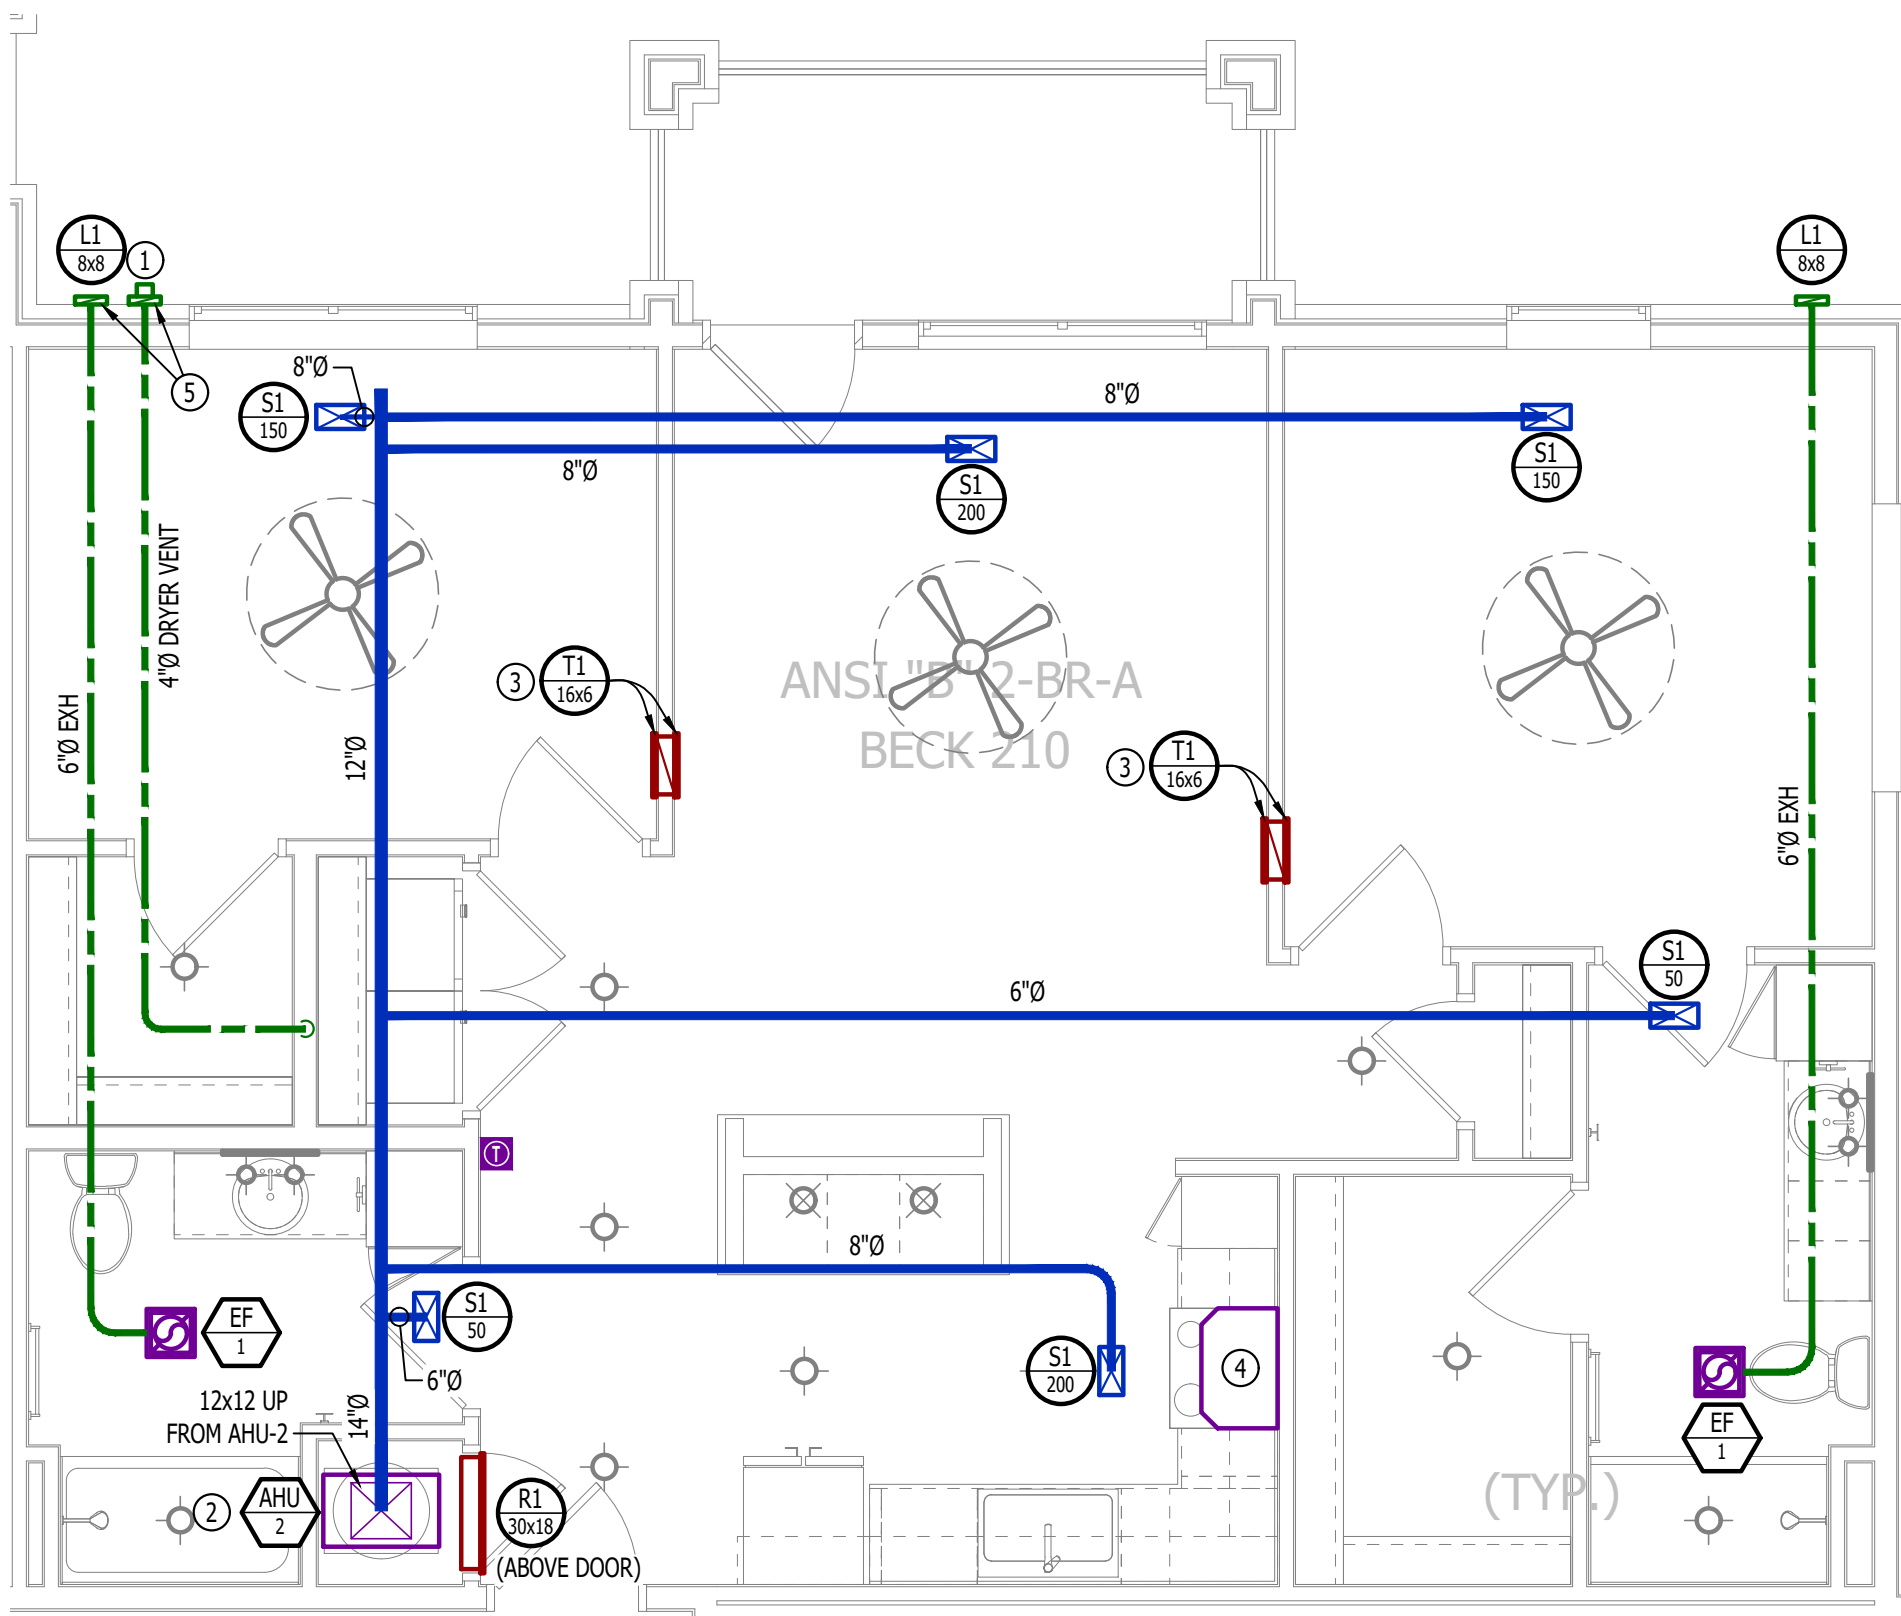 L1
8x8
1
L1
8x8
5
8"Ø
S1
150
8"Ø
8"Ø
S1
200
S1
150
4"Ø DRYER VENT
6"Ø EXH
12"Ø
3
T1
16x6
ANSI "B" 2-BR-A
BECK 210
3
T1
16x6
6"Ø EXH
S1
50
6"Ø
T
8"Ø
EF
1
S1
50
6"Ø
S1
200
4
12x12 UP
FROM AHU-2
14"Ø
EF
1
2
AHU
2
R1
30x18
(ABOVE DOOR)
(TYP.)